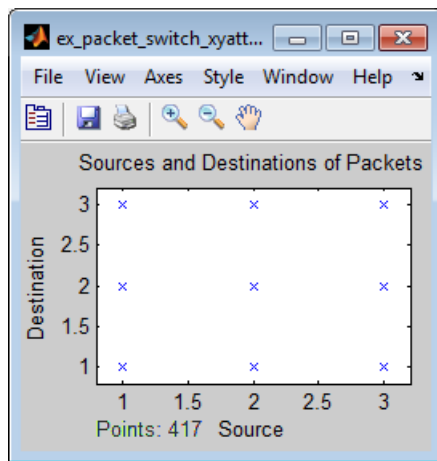 ex_packet_switch_xyatt...
File View Axes Style Window Help
Sources and Destinations of Packets
Destination
3
2.5
2
1.5
1
1 1.5 2 2.5 3
Points: 417 Source